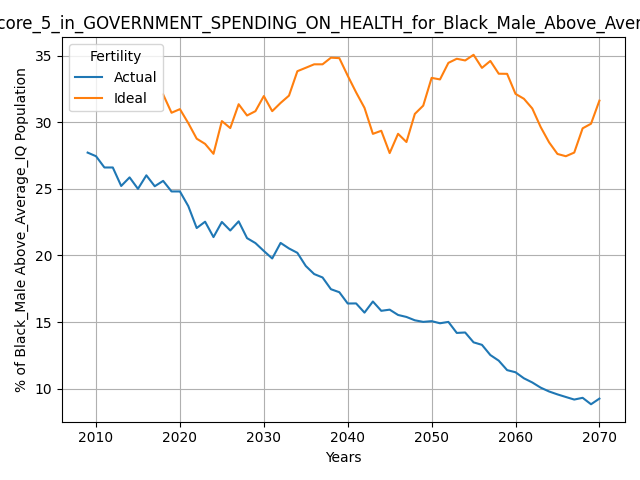 core_5_in_GOVERNMENT_SPENDING_ON_HEALTH_for_Black_Male_Above_Aver
Fertility
Actual
Ideal
% of Black_Male Above_Average_IQ Population
35
30
25
20
15
10
2010
2020
2030
2040
2050
2060
2070
Years